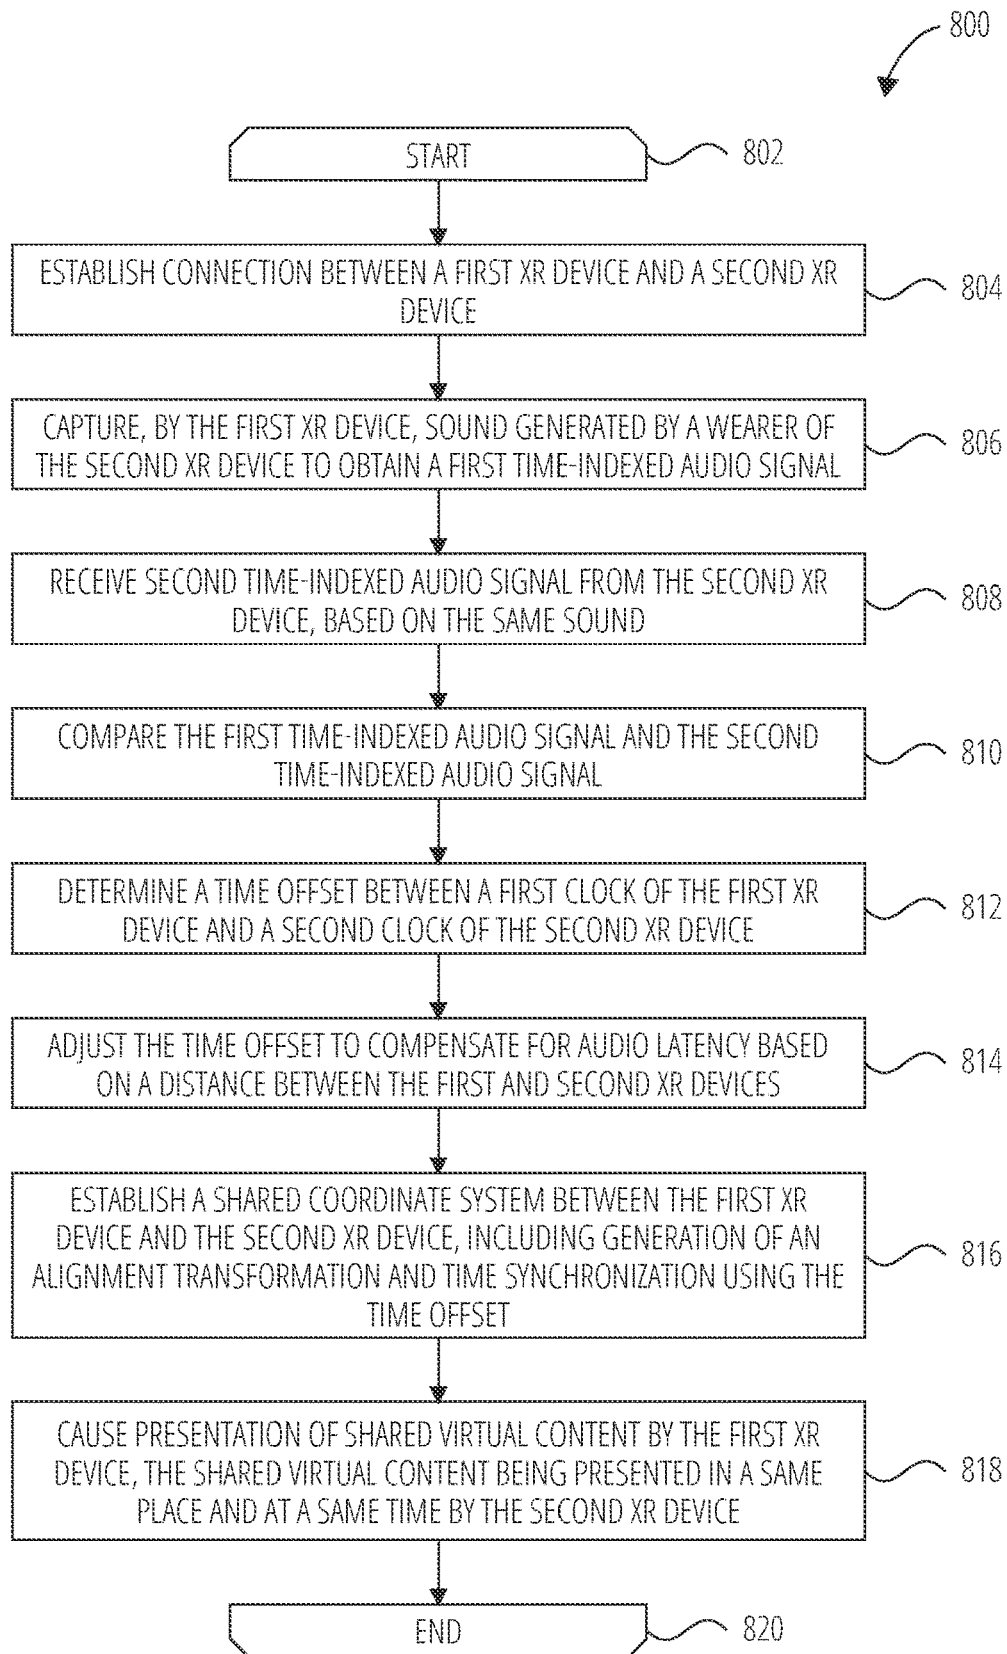 800
START
802
ESTABLISH CONNECTION BETWEEN A FIRST XR DEVICE AND A SECOND XR
DEVICE
804
CAPTURE, BY THE FIRST XR DEVICE, SOUND GENERATED BY A WEARER OF
THE SECOND XR DEVICE TO OBTAIN A FIRST TIME-INDEXED AUDIO SIGNAL
806
RECEIVE SECOND TIME-INDEXED AUDIO SIGNAL FROM THE SECOND XR
DEVICE, BASED ON THE SAME SOUND
808
COMPARE THE FIRST TIME-INDEXED AUDIO SIGNAL AND THE SECOND
TIME-INDEXED AUDIO SIGNAL
810
DETERMINE A TIME OFFSET BETWEEN A FIRST CLOCK OF THE FIRST XR
DEVICE AND A SECOND CLOCK OF THE SECOND XR DEVICE
812
ADJUST THE TIME OFFSET TO COMPENSATE FOR AUDIO LATENCY BASED
ON A DISTANCE BETWEEN THE FIRST AND SECOND XR DEVICES
814
ESTABLISH A SHARED COORDINATE SYSTEM BETWEEN THE FIRST XR
DEVICE AND THE SECOND XR DEVICE, INCLUDING GENERATION OF AN
ALIGNMENT TRANSFORMATION AND TIME SYNCHRONIZATION USING THE
TIME OFFSET
816
CAUSE PRESENTATION OF SHARED VIRTUAL CONTENT BY THE FIRST XR
DEVICE, THE SHARED VIRTUAL CONTENT BEING PRESENTED IN A SAME
PLACE AND AT A SAME TIME BY THE SECOND XR DEVICE
818
END
820